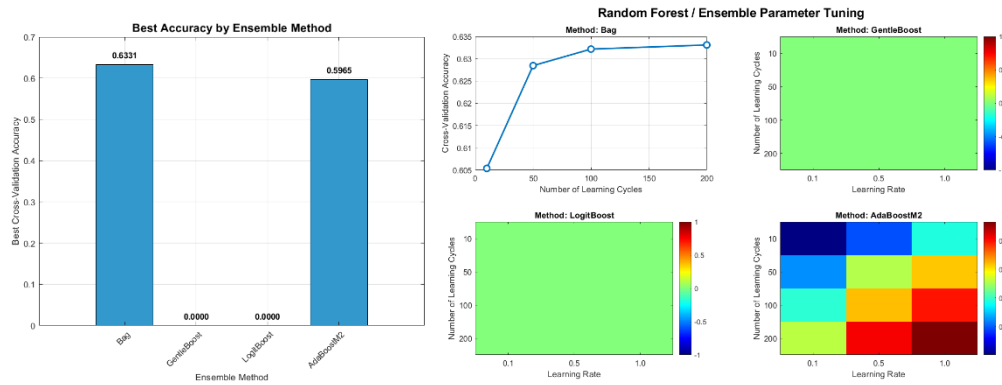 Best Accuracy by Ensemble Method
0.7
0.6
0.5
0.4
0.3
0.2
0.1
0
Best Cross-Validation Accuracy
0.6331
0.0000
0.0000
0.5965
Bag
GentleBoost
LogitBoost
AdaBoostM2
Ensemble Method
Random Forest / Ensemble Parameter Tuning
Method: Bag
0.635
0.63
0.625
0.62
0.615
0.61
0.605
Cross-Validation Accuracy
0 50 100 150 200
Number of Learning Cycles
Method: GentleBoost
Number of Learning Cycles
10
50
100
200
0.1 0.5 1.0
Learning Rate
Method: LogitBoost
Number of Learning Cycles
10
50
100
200
0.1 0.5 1.0
Learning Rate
1
0.5
0
-0.5
-1
Method: AdaBoostM2
Number of Learning Cycles
10
50
100
200
0.1 0.5 1.0
Learning Rate